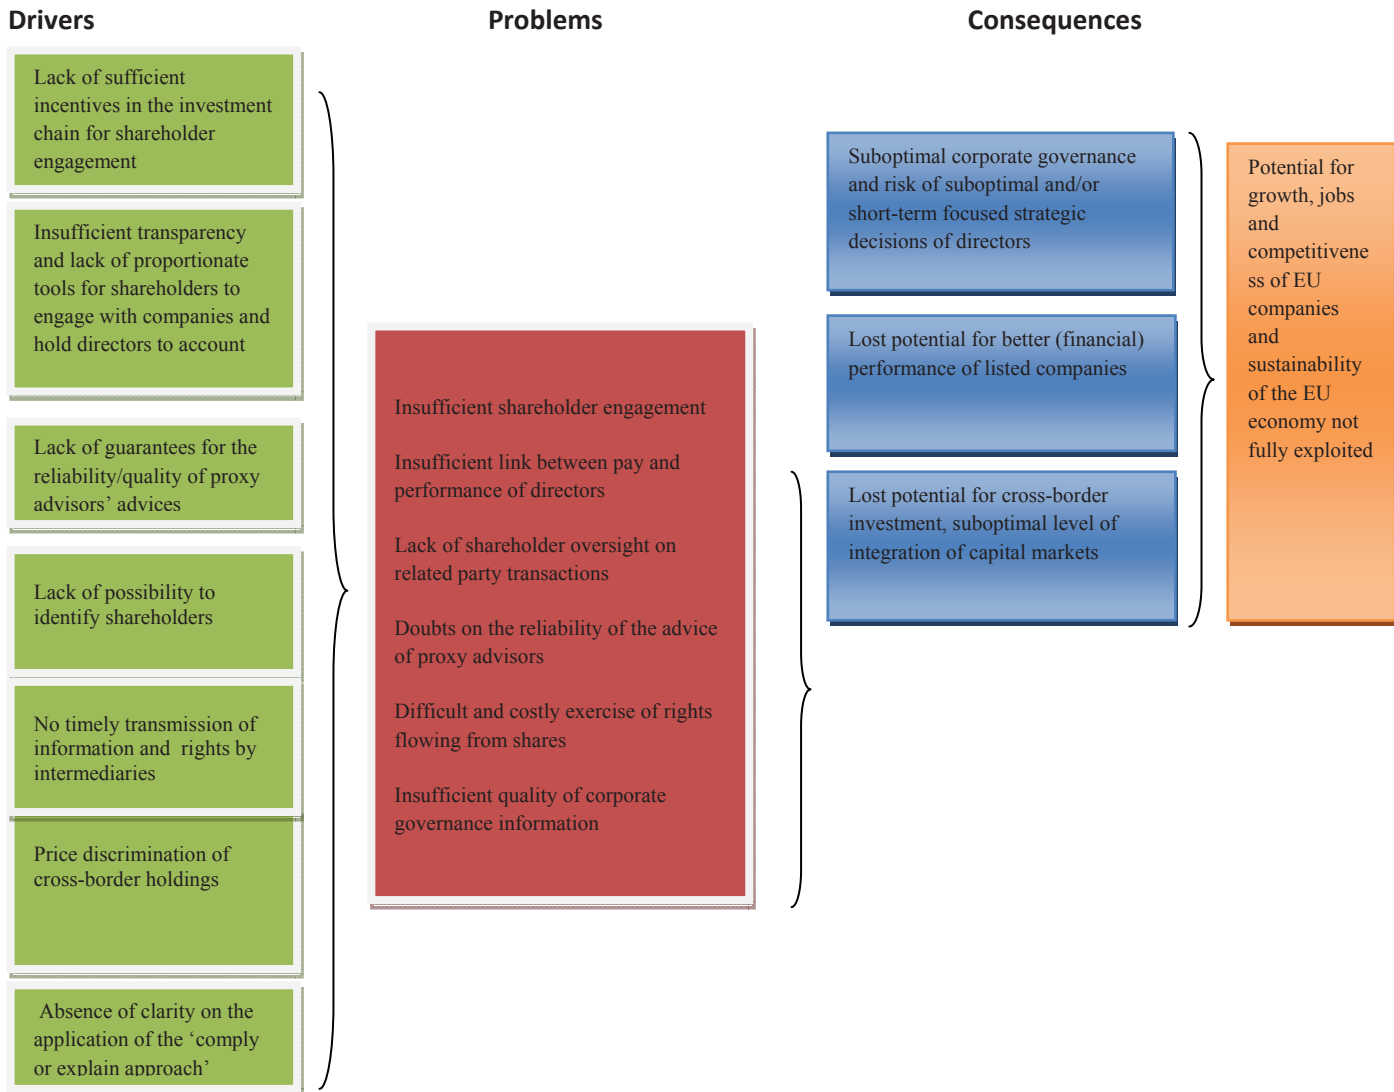 Drivers
Problems
Consequences
Lack of sufficient
incentives in the investment
chain for shareholder
engagement
Insufficient transparency
and lack of proportionate
tools for shareholders to
engage with companies and
hold directors to account
Lack of guarantees for the
reliability/quality of proxy
advisors’ advices
Lack of possibility to
identify shareholders
No timely transmission of
information and rights by
intermediaries
Price discrimination of
cross-border holdings
Absence of clarity on the
application of the ‘comply
or explain approach’
Insufficient shareholder engagement
Insufficient link between pay and
performance of directors
Lack of shareholder oversight on
related party transactions
Doubts on the reliability of the advice
of proxy advisors
Difficult and costly exercise of rights
flowing from shares
Insufficient quality of corporate
governance information
Suboptimal corporate governance
and risk of suboptimal and/or
short-term focused strategic
decisions of directors
Lost potential for better (financial)
performance of listed companies
Lost potential for cross-border
investment, suboptimal level of
integration of capital markets
Potential for
growth, jobs
and
competitivene
ss of EU
companies
and
sustainability
of the EU
economy not
fully exploited